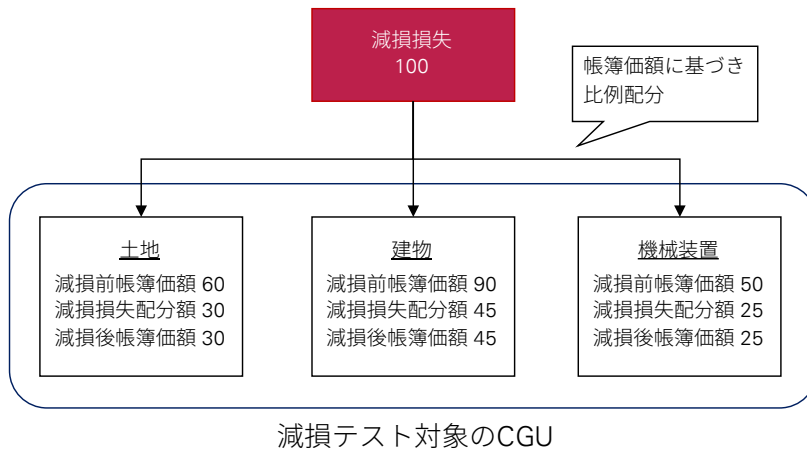 減損損失
100
帳簿価額に基づき
比例配分
土地
減損前帳簿価額 60
減損損失配分額 30
減損後帳簿価額 30
建物
減損前帳簿価額 90
減損損失配分額 45
減損後帳簿価額 45
機械装置
減損前帳簿価額 50
減損損失配分額 25
減損後帳簿価額 25
減損テスト対象のCGU